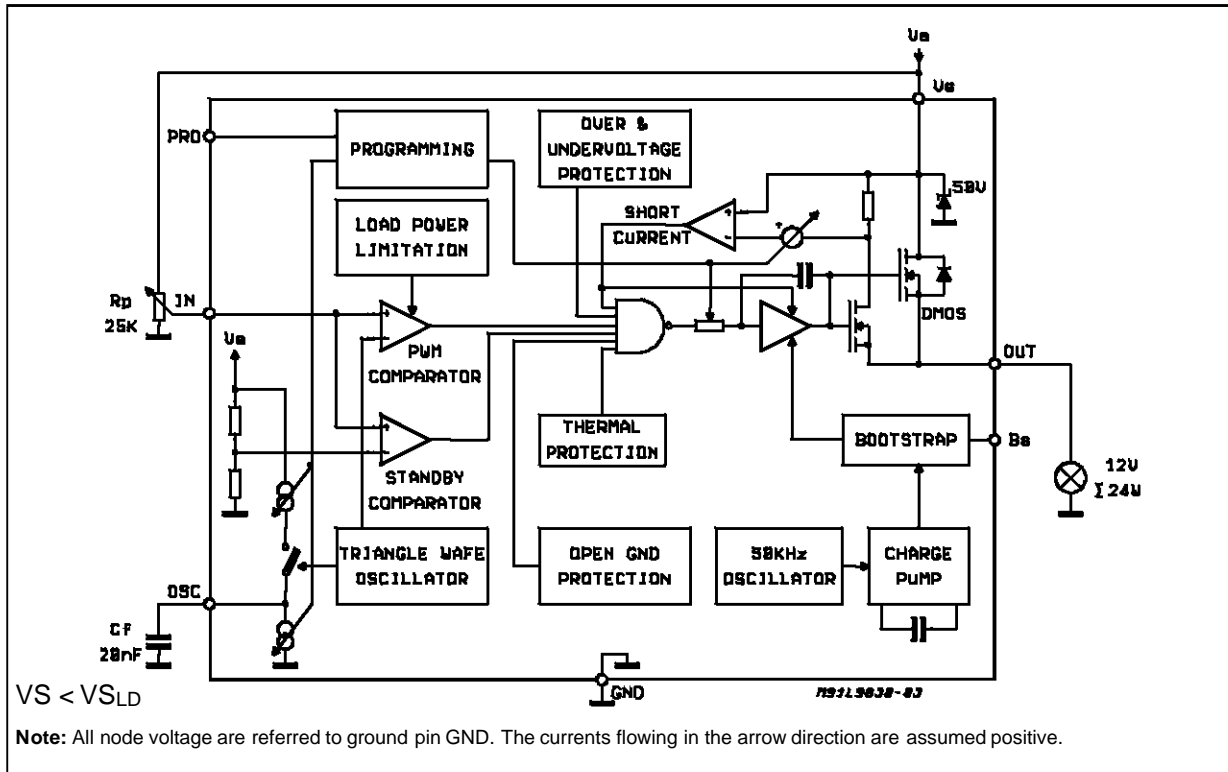 Vs
Vs
PRO
PROGRAMMING
OVER &
UNDERVOLTAGE
PROTECTION
50V
SHORT
CURRENT
LOAD POWER
LIMITATION
Rp
25K
IN
DMOS
Vs
PWM
COMPARATOR
OUT
THERMAL
PROTECTION
BOOTSTRAP
Bs
STANDBY
COMPARATOR
12V
24W
TRIANGLE WAFE
OSCILLATOR
OPEN GND
PROTECTION
50KHz
OSCILLATOR
CHARGE
PUMP
OSC
CF
20nF
GND
M91L9830-03
VS < VSLD
Note: All node voltage are referred to ground pin GND. The currents flowing in the arrow direction are assumed positive.